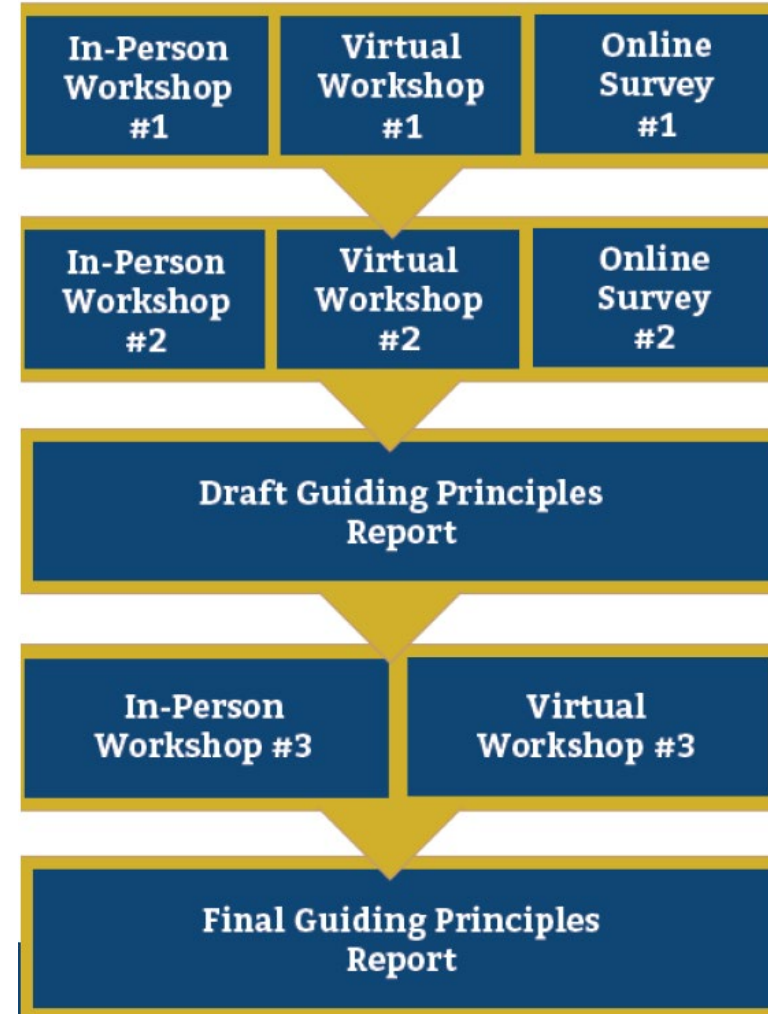 In-Person
Workshop
#1
Virtual
Workshop
#1
Online
Survey
#1
In-Person
Workshop
#2
Virtual
Workshop
#2
Online
Survey
#2
Draft Guiding Principles
Report
In-Person
Workshop #3
Virtual
Workshop #3
Final Guiding Principles
Report